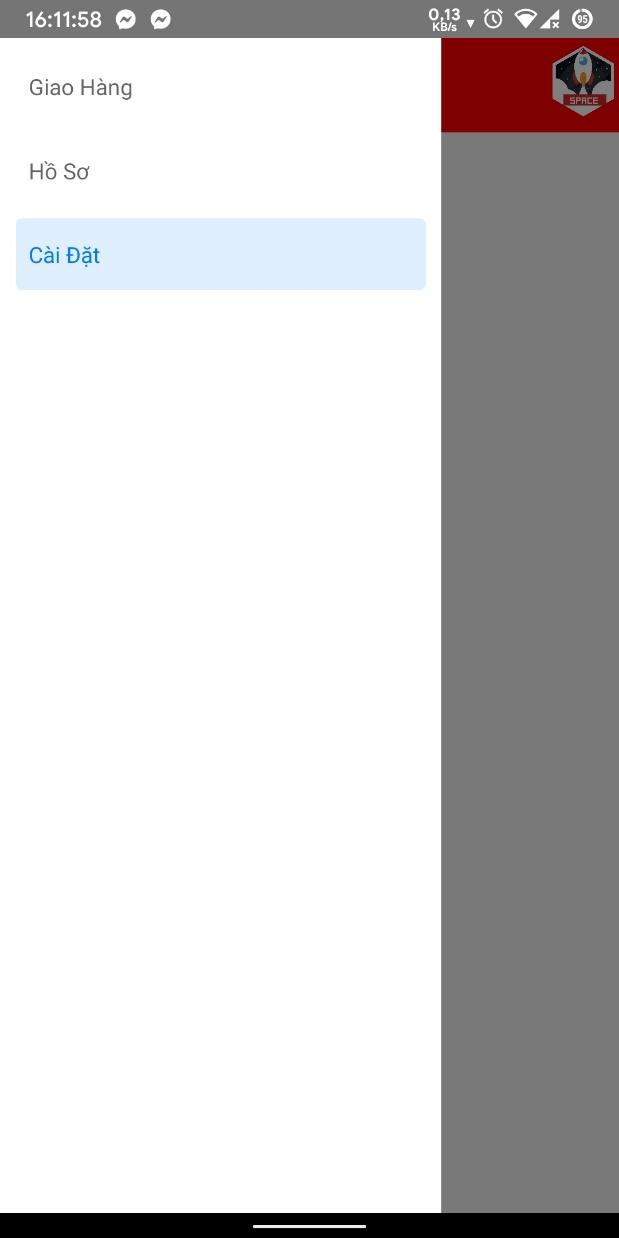 16:11:58
0,13
KB/s
95
SPACE
Giao Hàng
Hồ Sơ
Cài Đặt